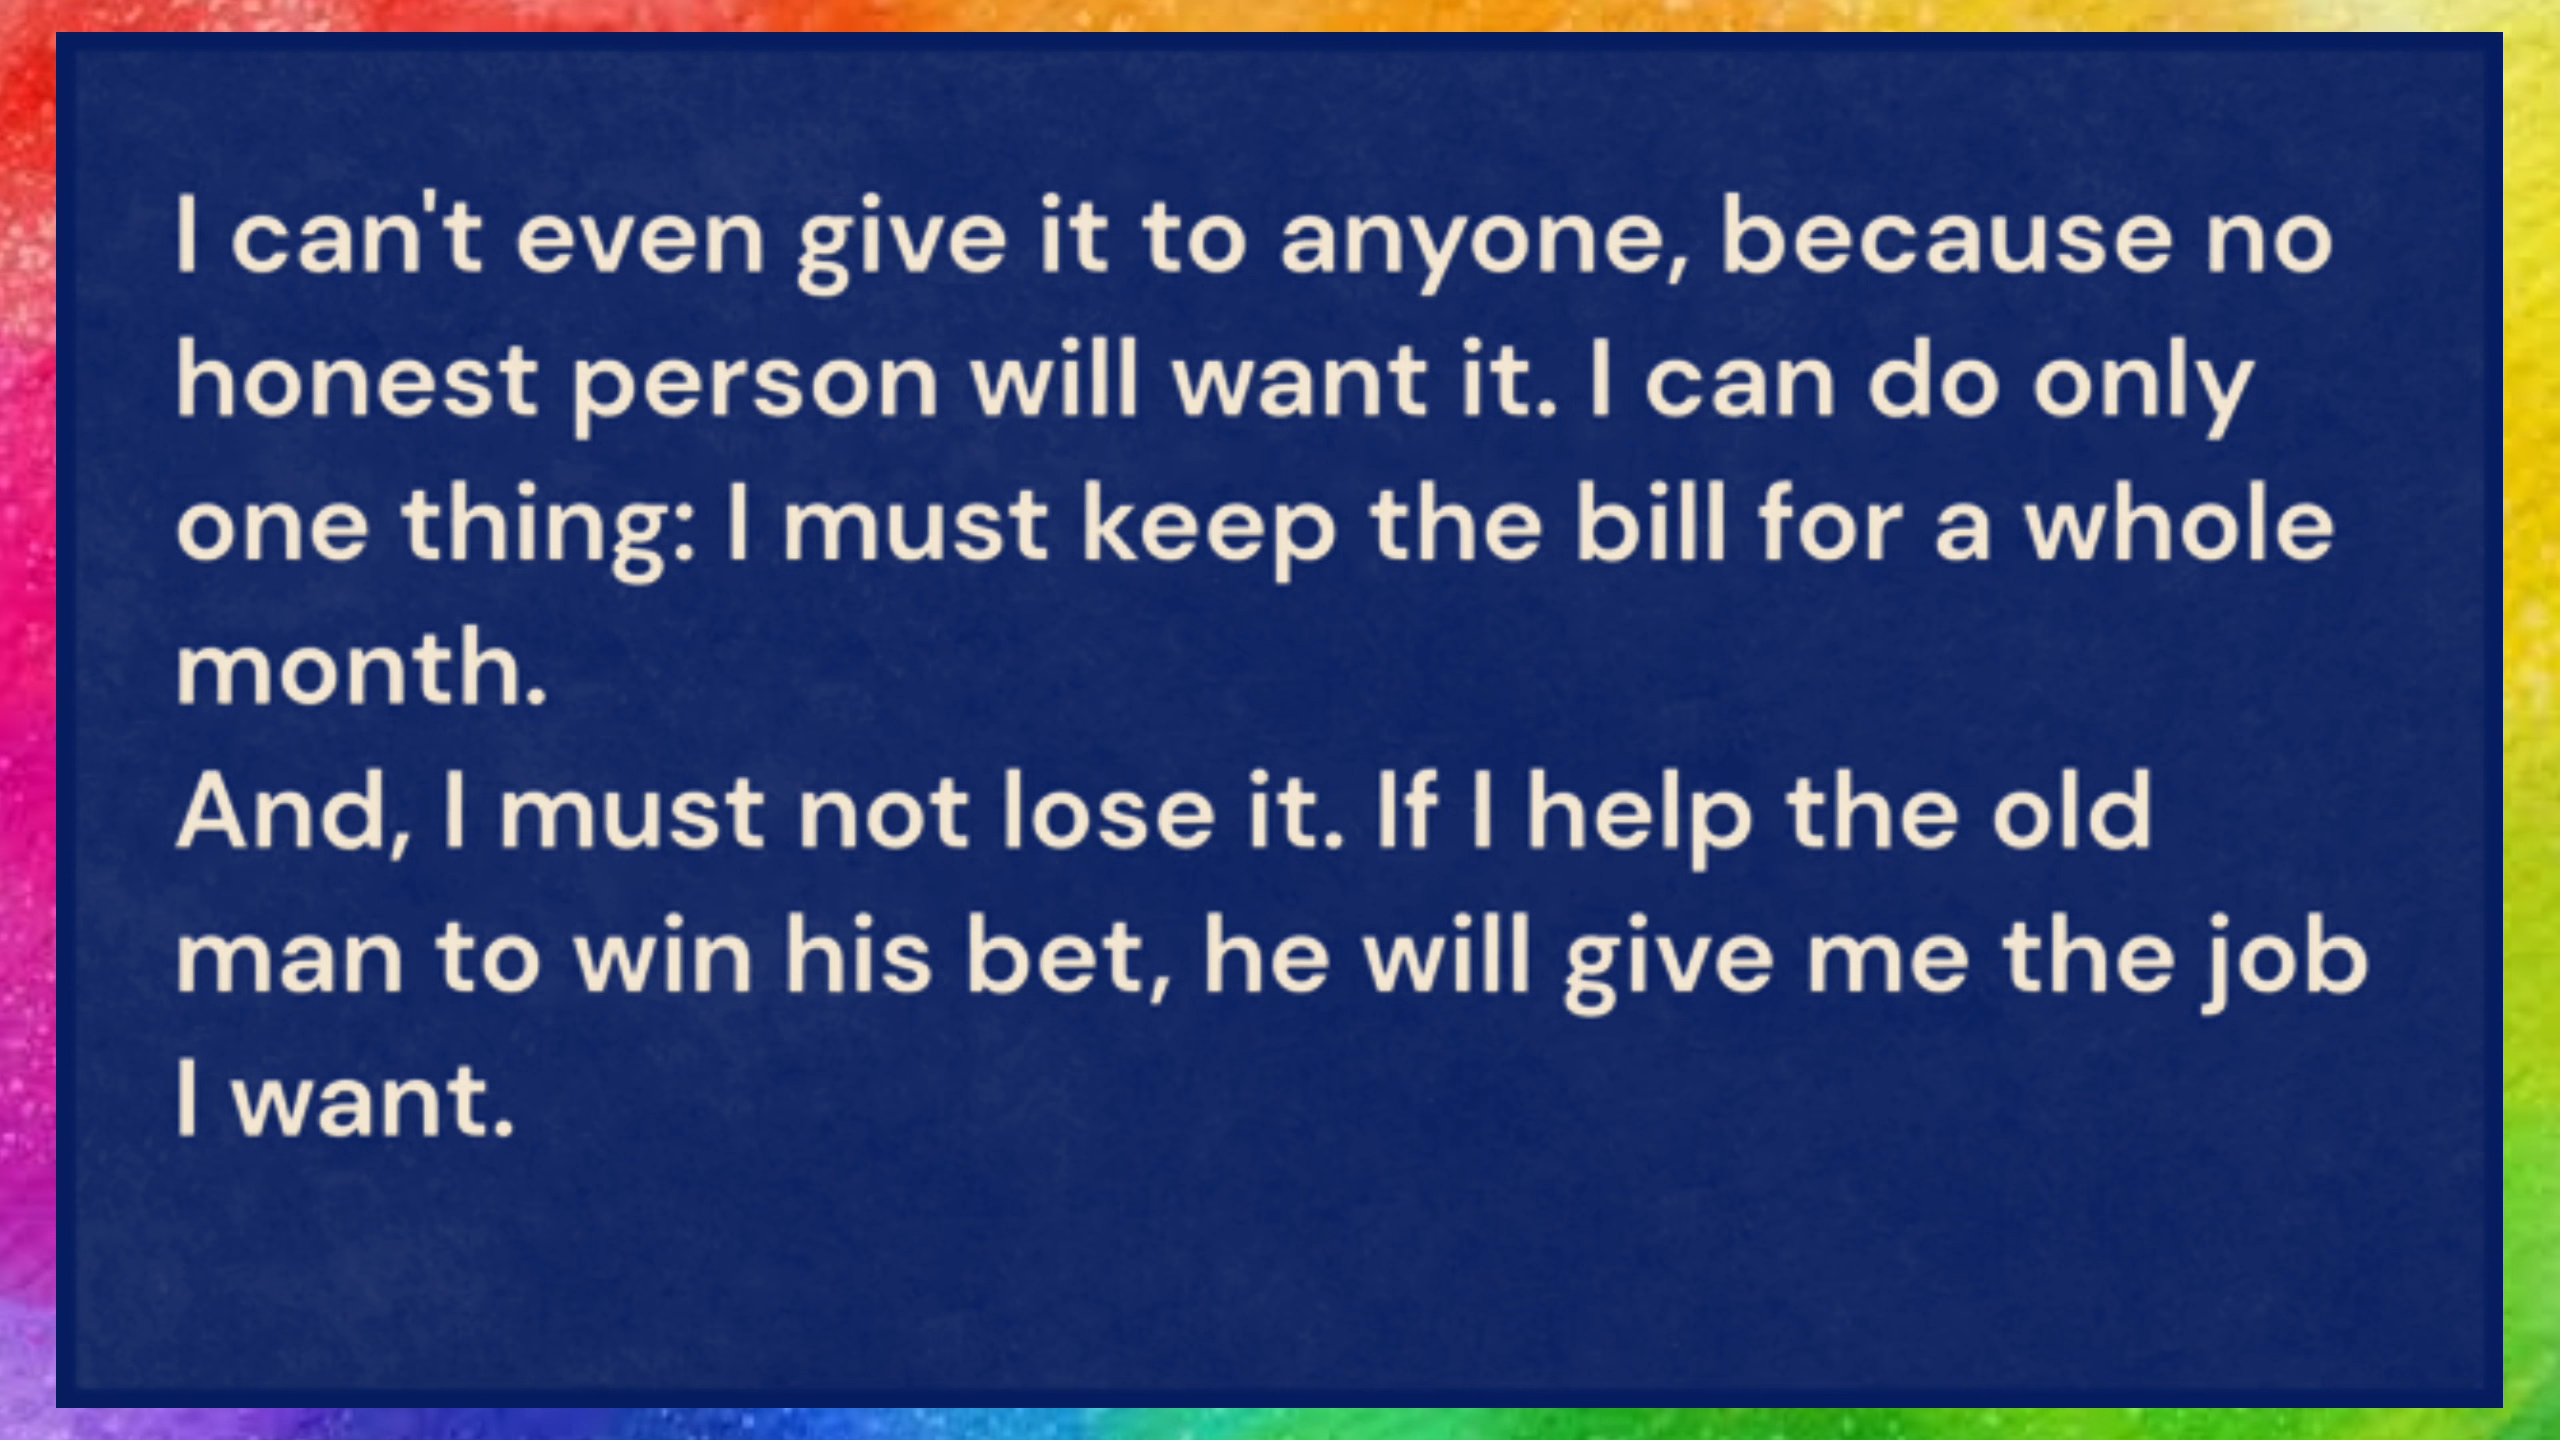 I can't even give it to anyone, because no
honest person will want it. I can do only
one thing: I must keep the bill for a whole
month.
And, I must not lose it. If I help the old
man to win his bet, he will give me the job
I want.